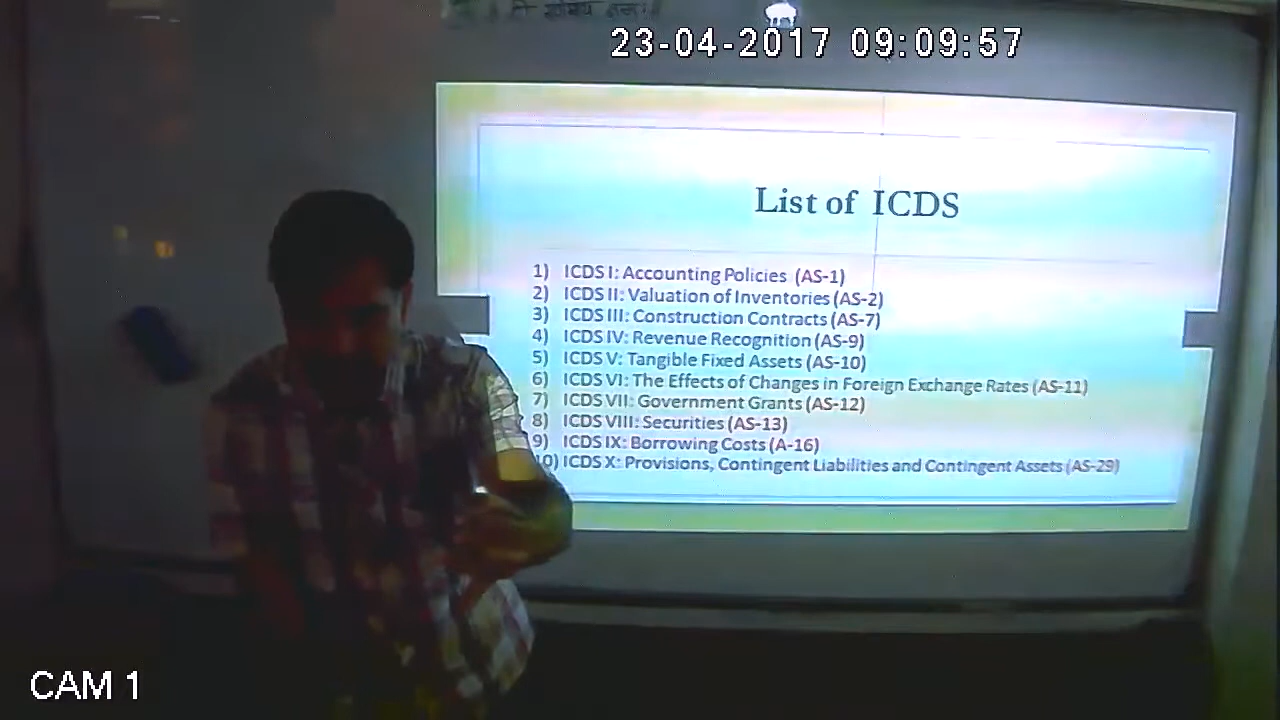 23-04-2017 09:09:57
List of ICDS
1) ICDS I: Accounting Policies (AS-1)
2) ICDS II: Valuation of Inventories (AS-2)
3) ICDS III: Construction Contracts (AS-7)
4) ICDS IV: Revenue Recognition (AS-9)
5) ICDS V: Tangible Fixed Assets (AS-10)
6) ICDS VI: The Effects of Changes in Foreign Exchange Rates (AS-11)
7) ICDS VII: Government Grants (AS-12)
8) ICDS VIII: Securities (AS-13)
9) ICDS IX: Borrowing Costs (A-16)
10) ICDS X: Provisions, Contingent Liabilities and Contingent Assets (AS-29)
CAM 1